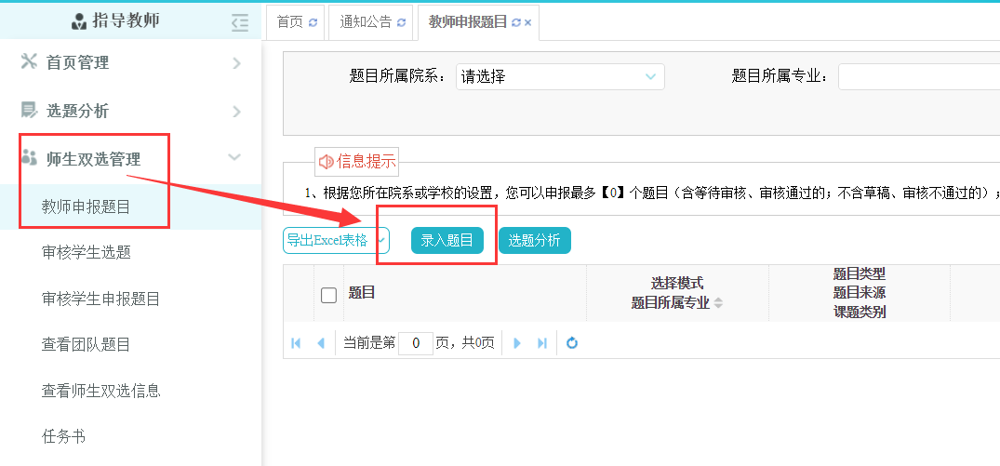 指导教师
首页
通知公告
教师申报题目
首页管理
选题分析
师生双选管理
教师申报题目
审核学生选题
审核学生申报题目
查看团队题目
查看师生双选信息
任务书
题目所属院系：
请选择
题目所属专业：
信息提示
1、根据您所在院系或学校的设置，您可以申报最多【0】个题目（含等待审核、审核通过的；不含草稿、审核不通过的）；
导出Excel表格
录入题目
选题分析
题目
选择模式
题目所属专业
题目类型
题目来源
课题类别
当前是第 0 页，共0页